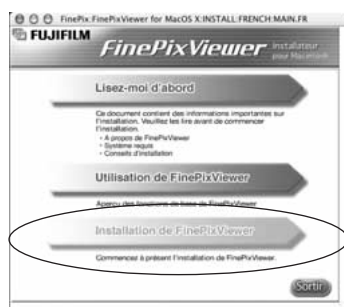 FinePix:FinePixViewer for MacOS X:INSTALL:FRENCH:MAIN.FR
FUJIFILM
FinePixViewer Installateur
pour Macintosh
Lisez-moi d'abord
Ce document contient des informations importantes sur
l'installation. Veuillez les lire avant de commencer
l'installation.
- A propos de FinePixViewer
- Système requis
- Conseils d'installation
Utilisation de FinePixViewer
Aperçu des fonctions de base de FinePixViewer
Installation de FinePixViewer
Commencez à présent l'installation de FinePixViewer.
Sortir